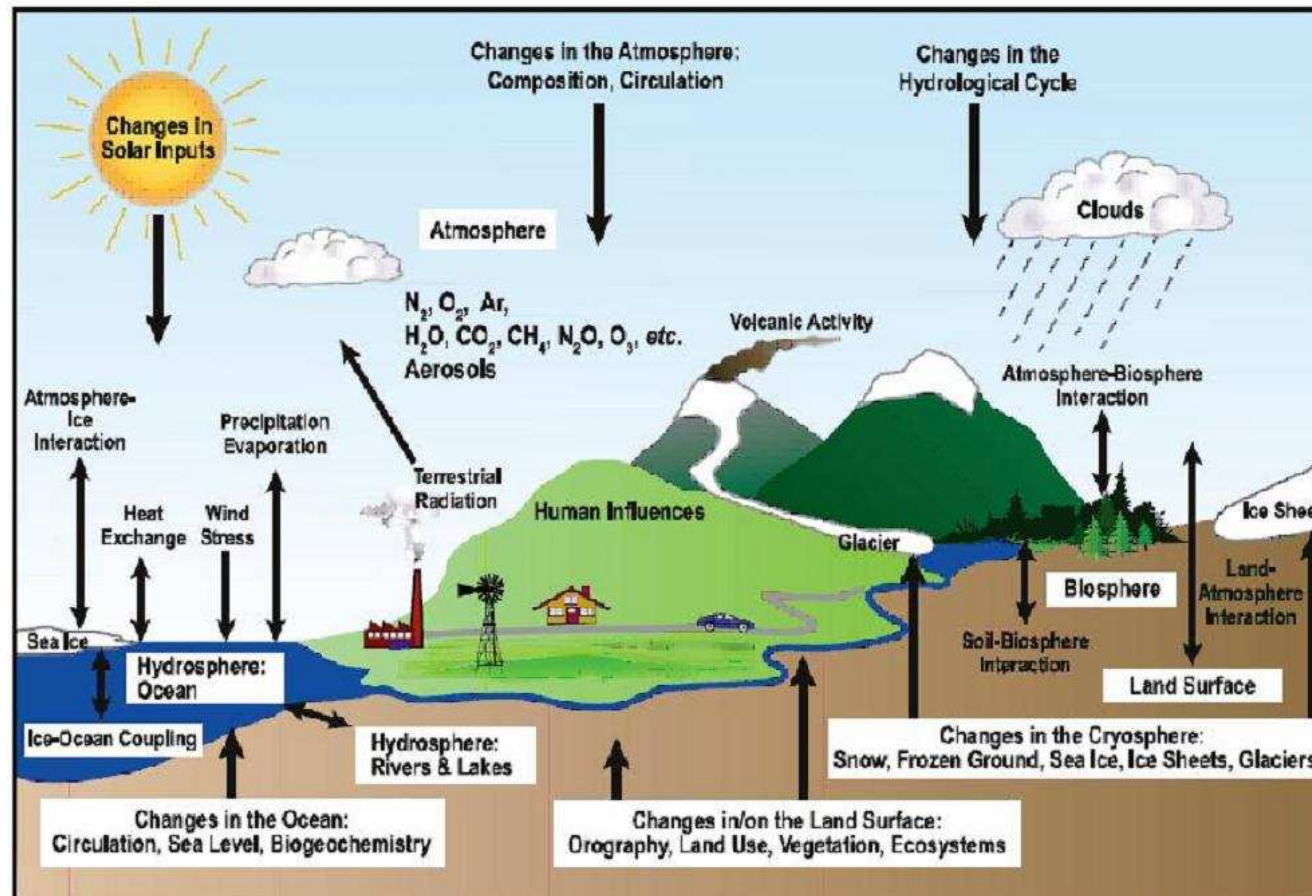 Changes in the Atmosphere:
Composition, Circulation
Changes in the
Hydrological Cycle
Changes in
Solar Inputs
Clouds
Atmosphere
N₂, O₂, Ar,
H₂O, CO₂, CH₄, N₂O, O₃, etc.
Aerosols
Volcanic Activity
Atmosphere-Biosphere
Interaction
Atmosphere-
Ice
Interaction
Precipitation
Evaporation
Terrestrial
Radiation
Heat
Exchange
Wind
Stress
Human Influences
Ice Shee
Glacier
Land-
Atmosphere
Interaction
Biosphere
Soil-Biosphere
Interaction
Land Surface
Sea Ice
Hydrosphere:
Ocean
Ice-Ocean Coupling
Hydrosphere:
Rivers & Lakes
Changes in the Cryosphere:
Snow, Frozen Ground, Sea Ice, Ice Sheets, Glaciers
Changes in the Ocean:
Circulation, Sea Level, Biogeochemistry
Changes in/on the Land Surface:
Orography, Land Use, Vegetation, Ecosystems